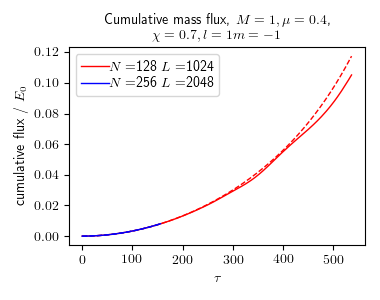 Cumulative mass flux, M = 1, μ = 0.4,
χ = 0.7, l = 1m = −1
N =128 L =1024
N =256 L =2048
cumulative flux / E₀
0.12
0.10
0.08
0.06
0.04
0.02
0.00
0 100 200 300 400 500
τ